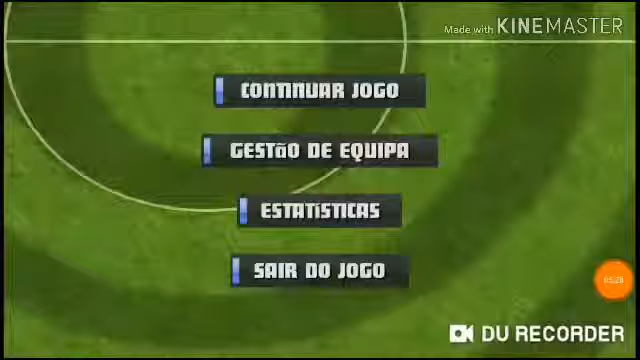 Made with KINEMASTER
CONTINUAR JOGO
GESTÃO DE EQUIPA
ESTATÍSTICAS
SAIR DO JOGO
DU RECORDER